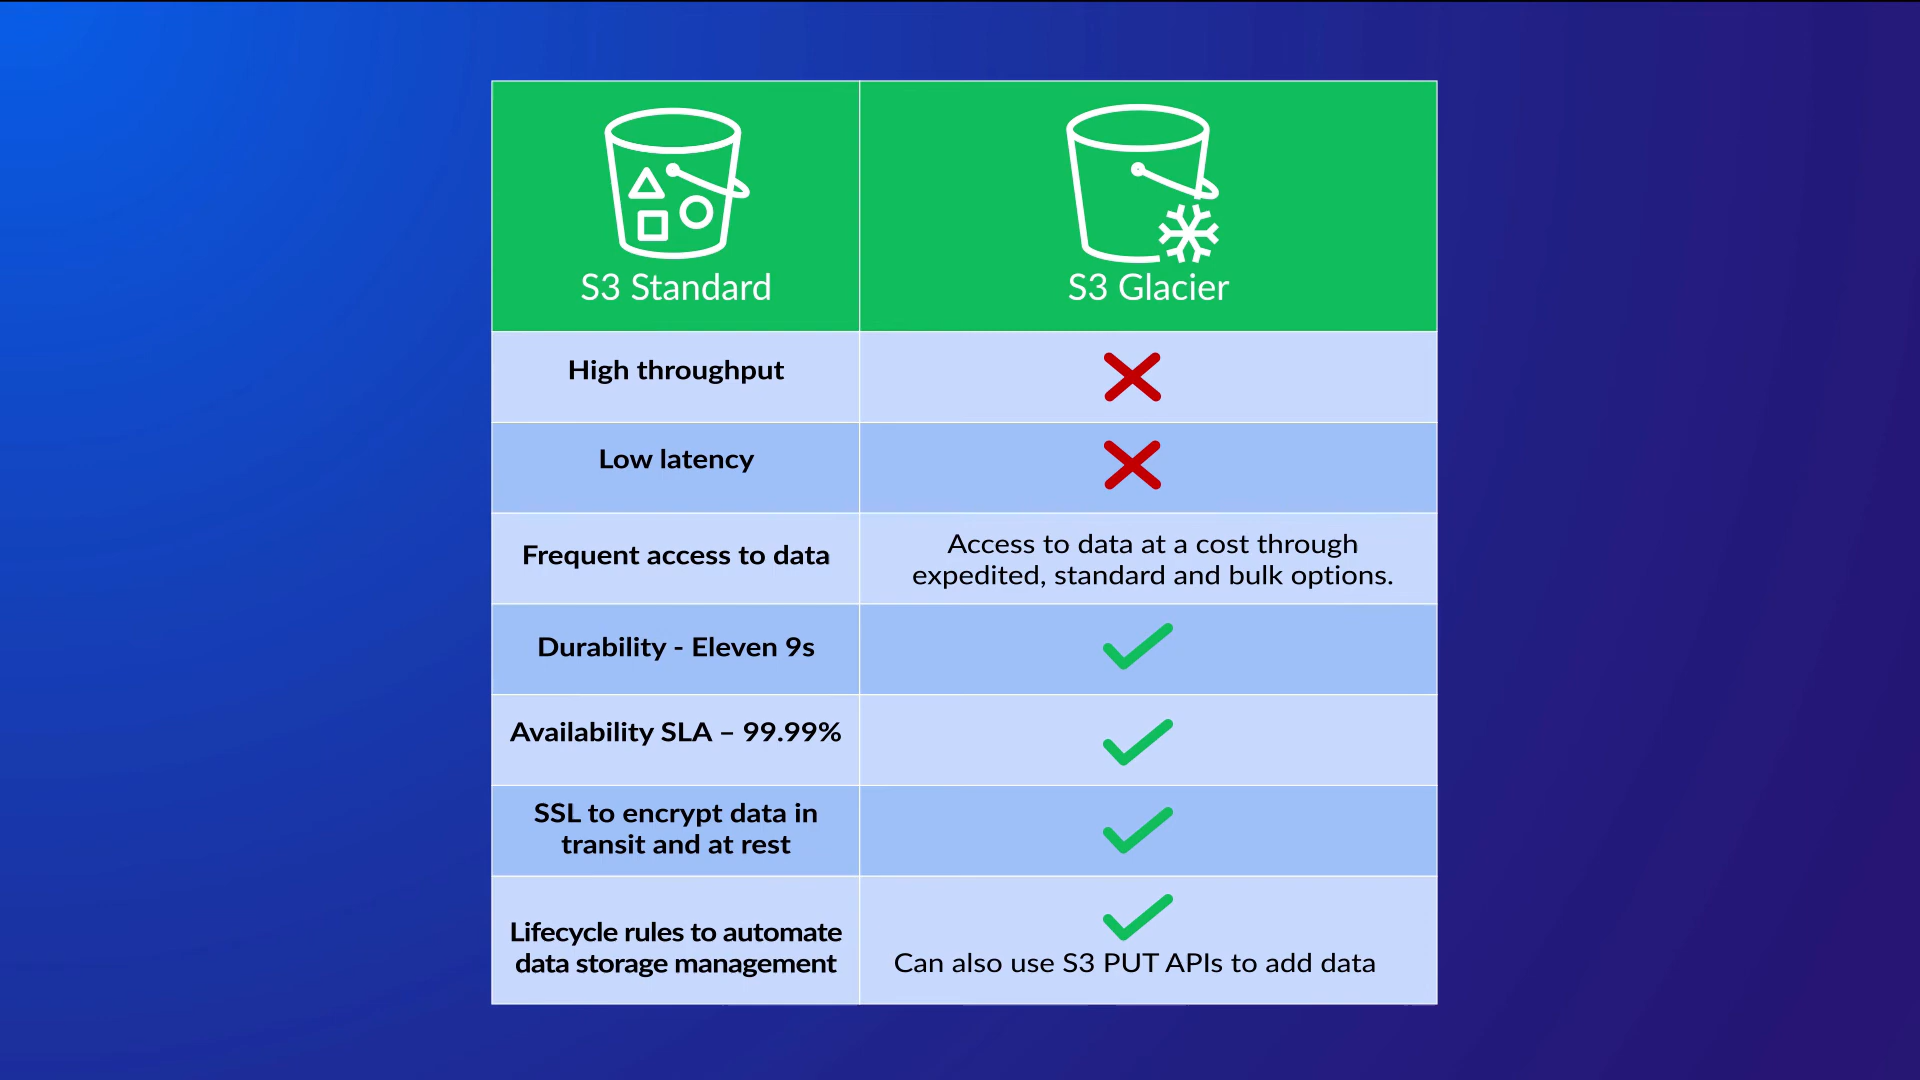 S3 Standard
S3 Glacier
High throughput
Low latency
Frequent access to data
Access to data at a cost through
expedited, standard and bulk options.
Durability - Eleven 9s
Availability SLA – 99.99%
SSL to encrypt data in
transit and at rest
Lifecycle rules to automate
data storage management
Can also use S3 PUT APIs to add data